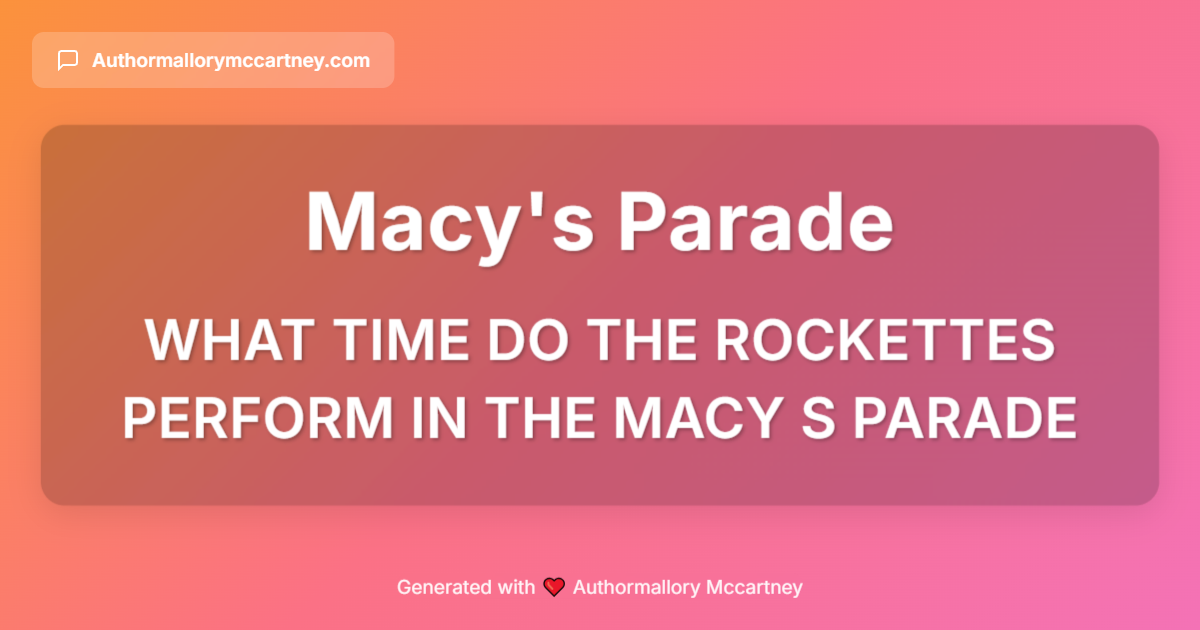 Authormallorymccartney.com
Macy's Parade
WHAT TIME DO THE ROCKETTES
PERFORM IN THE MACY S PARADE
Generated with ❤️ Authormallory Mccartney